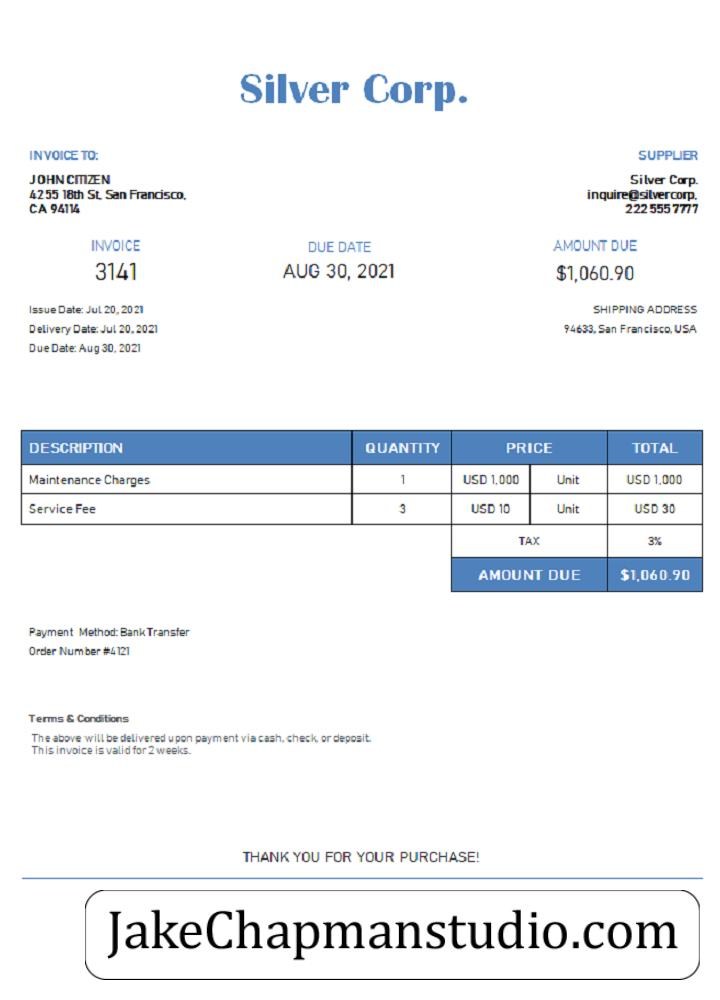 Silver Corp.
INVOICE TO:
JOHN CITIZEN
4255 18th St, San Francisco,
CA 94114
SUPPLIER
Silver Corp.
inquire@silvercorp,
222 555 7777
INVOICE
3141
DUE DATE
AUG 30, 2021
AMOUNT DUE
$1,060.90
Issue Date: Jul 20, 2021
Delivery Date: Jul 20, 2021
Due Date: Aug 30, 2021
SHIPPING ADDRESS
94633, San Francisco, USA
DESCRIPTION QUANTITY PRICE TOTAL
Maintenance Charges 1 USD 1,000 Unit USD 1,000
Service Fee 3 USD 10 Unit USD 30
TAX 3%
AMOUNT DUE $1,060.90
Payment Method: Bank Transfer
Order Number #4121
Terms & Conditions
The above will be delivered upon payment via cash, check, or deposit.
This invoice is valid for 2 weeks.
THANK YOU FOR YOUR PURCHASE!
JakeChapmanstudio.com